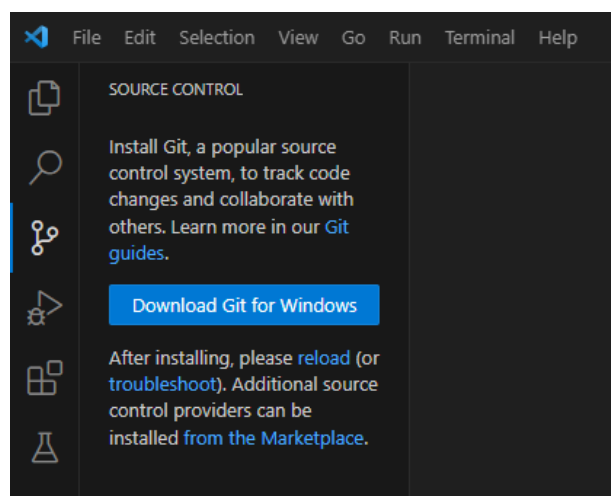 File Edit Selection View Go Run Terminal Help
SOURCE CONTROL
Install Git, a popular source
control system, to track code
changes and collaborate with
others. Learn more in our Git
guides.
Download Git for Windows
After installing, please reload (or
troubleshoot). Additional source
control providers can be
installed from the Marketplace.